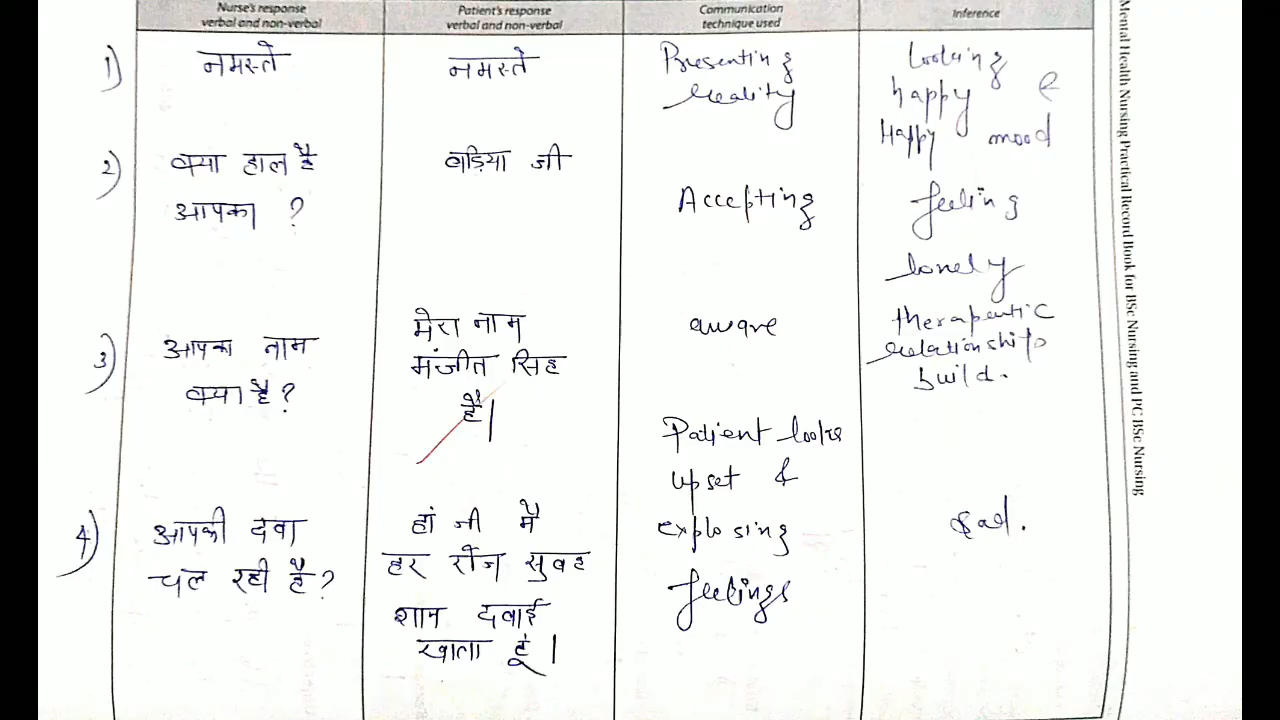 Nurse's response verbal and non-verbal
Patient's response verbal and non-verbal
Communication technique used
Inference
1)
नमस्ते
नमस्ते
Presenting
reality
looking
happy
Happy mood
2)
क्या हाल है
आपका ?
वड़िया जी
Accepting
feeling
lonely
3)
आपका नाम
क्या है?
मेरा नाम
मंजीत सिह
है|
aware
therapeutic
relationship
build.
4)
आपकी दवा
चल रही है?
हां जी मै
हर रोज सुवह
शाम दवाई
खाता हूं|
Patient looks
upset &
explosing
feelings
sad.
Mental Health Nursing Practical Record Book for BSc Nursing and PC BSc Nursing